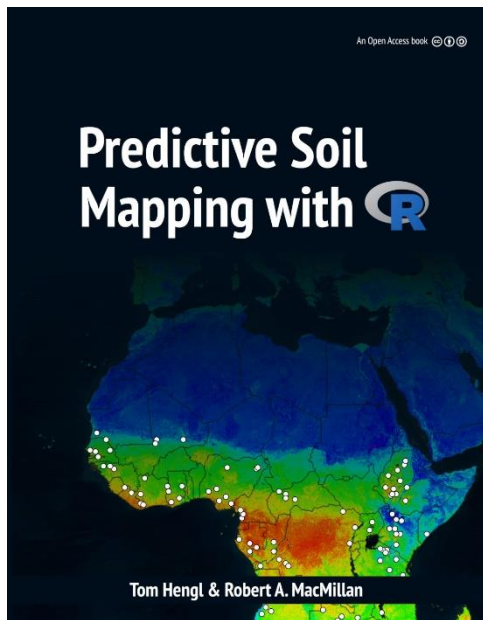 An Open Access book
Predictive Soil
Mapping with R
Tom Hengl & Robert A. MacMillan